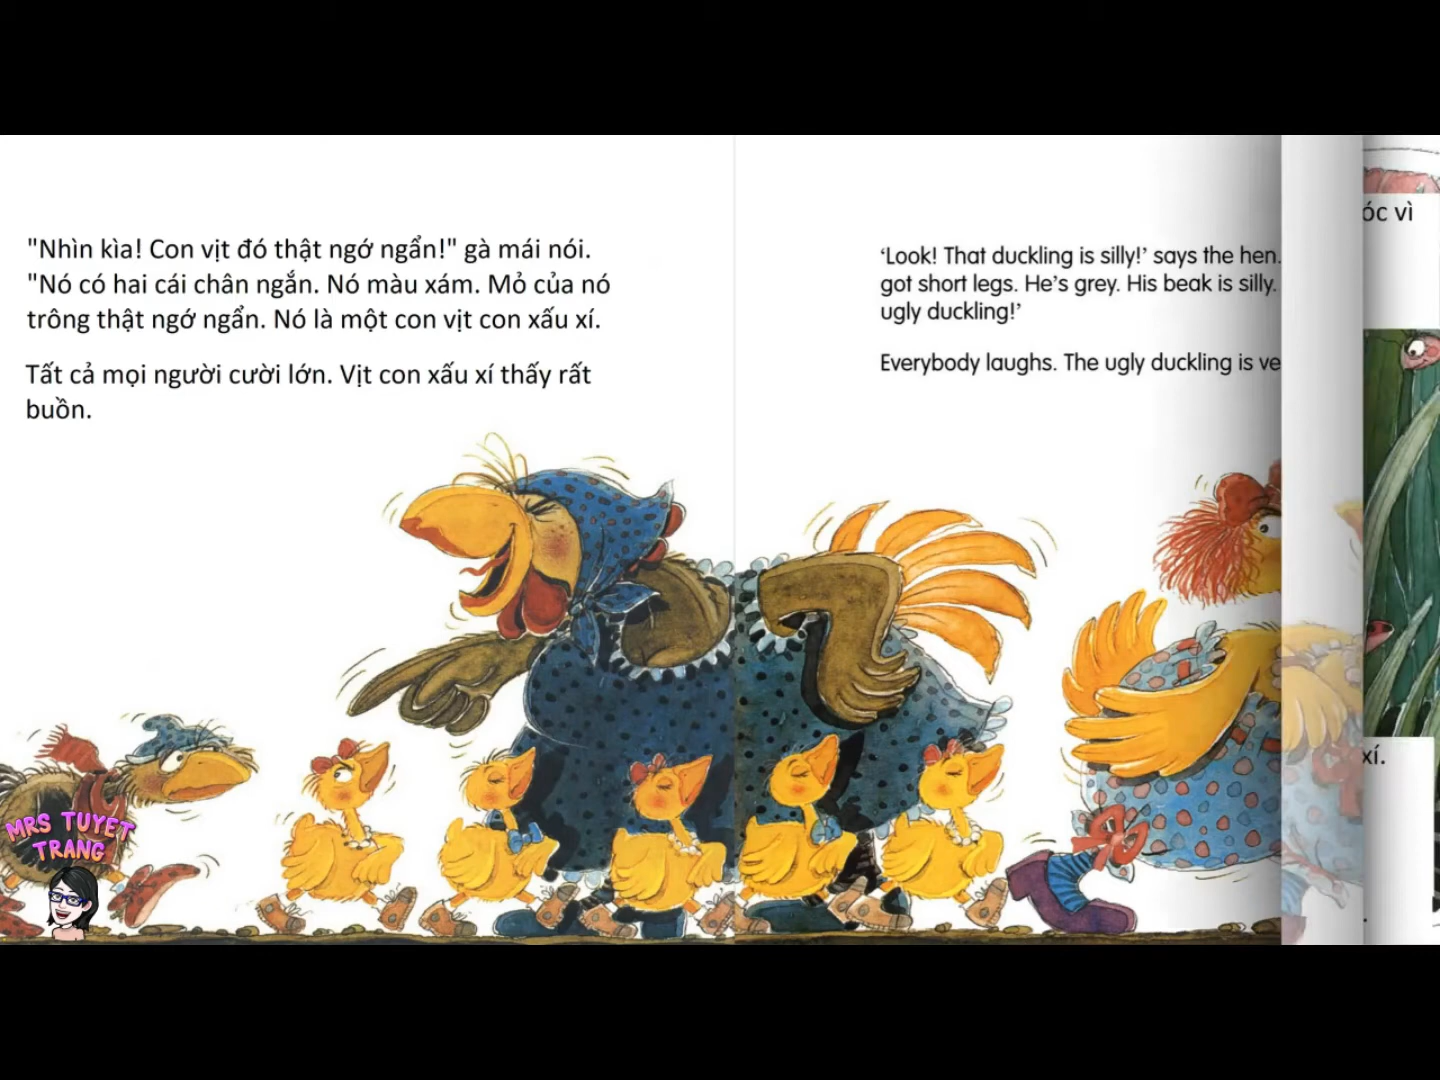 "Nhìn kìa! Con vịt đó thật ngớ ngẩn!" gà mái nói.
"Nó có hai cái chân ngắn. Nó màu xám. Mỏ của nó
trông thật ngớ ngẩn. Nó là một con vịt con xấu xí.
Tất cả mọi người cười lớn. Vịt con xấu xí thấy rất
buồn.
‘Look! That duckling is silly!’ says the hen.
got short legs. He’s grey. His beak is silly.
ugly duckling!’
Everybody laughs. The ugly duckling is
vì
xí.
MRS TUYET
TRANG